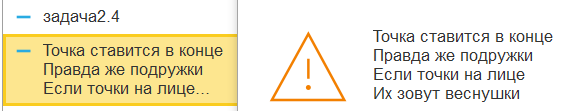 задача2.4
Точка ставится в конце
Правда же подружки
Если точки на лице...
Точка ставится в конце
Правда же подружки
Если точки на лице
Их зовут веснушки